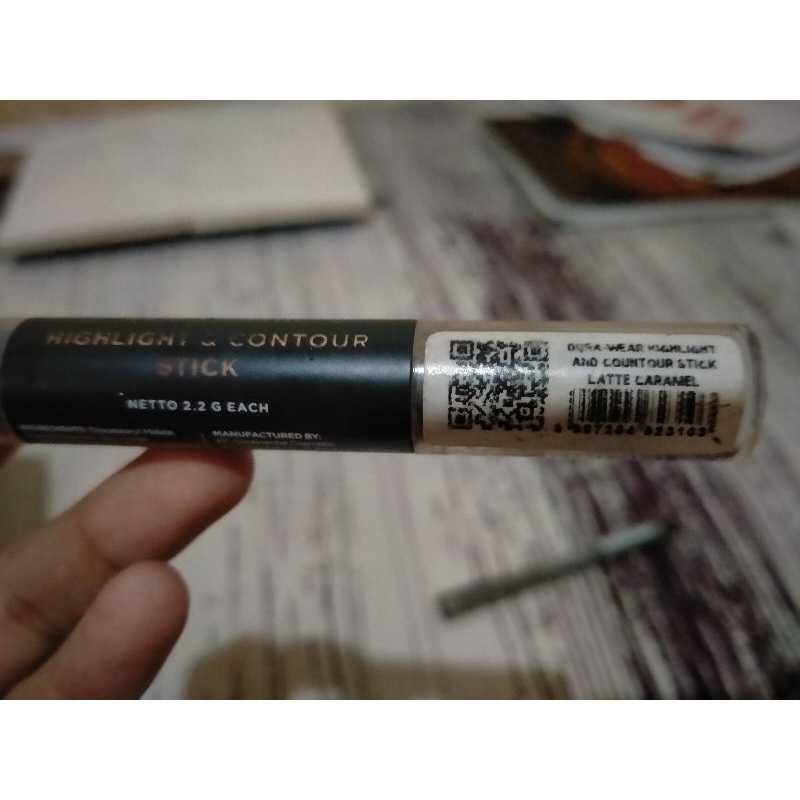 HIGHLIGHT & CONTOUR
STICK
NETTO 2.2 G EACH
MANUFACTURED BY:
DURA-WEAR HIGHLIGHT
AND COUNTOUR STICK
LATTE CARAMEL